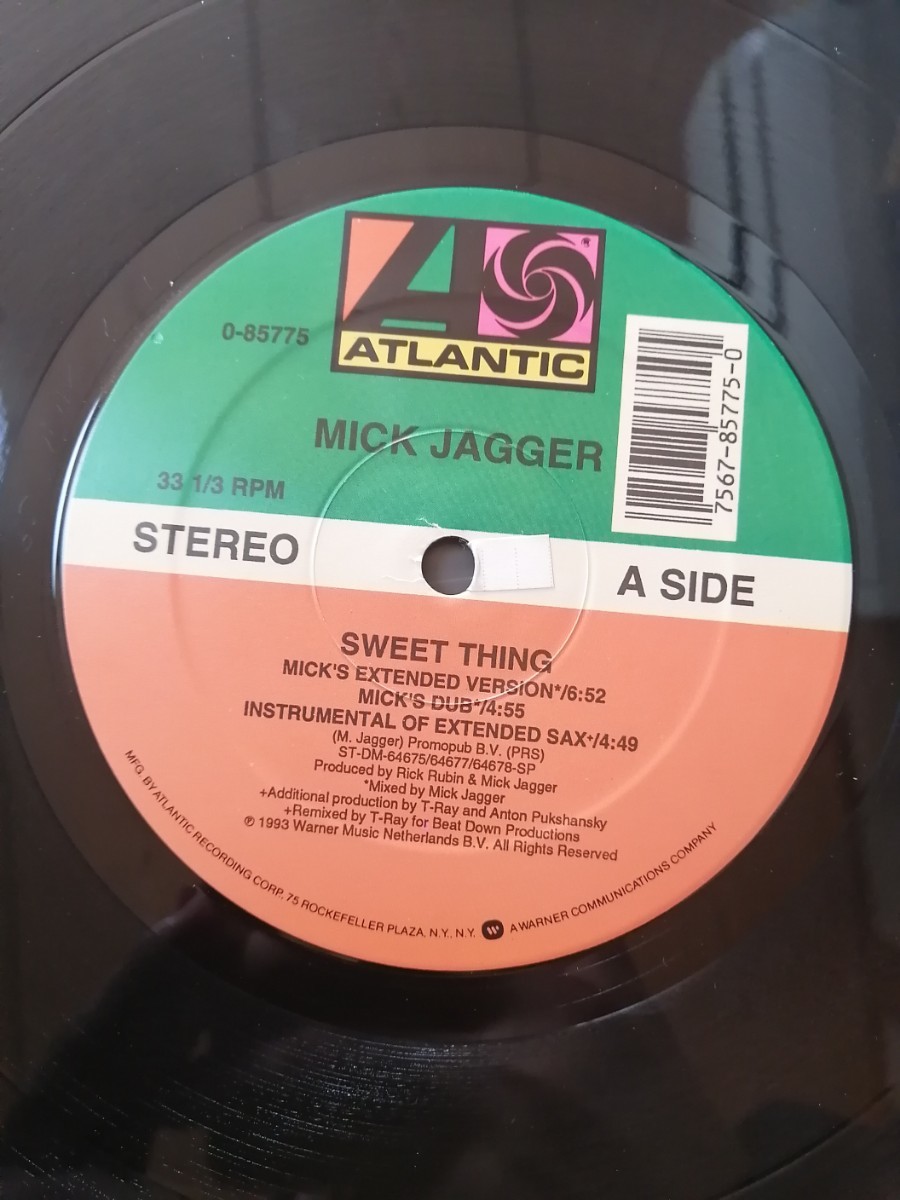 A
®
ATLANTIC
0-85775
7567-85775-0
MICK JAGGER
33 1/3 RPM
STEREO
A SIDE
SWEET THING
MICK'S EXTENDED VERSION*/6:52
MICK'S DUB*/4:55
INSTRUMENTAL OF EXTENDED SAX+/4:49
(M. Jagger) Promopub B.V. (PRS)
ST-DM-64675/64677/64678-SP
Produced by Rick Rubin & Mick Jagger
*Mixed by Mick Jagger
+Additional production by T-Ray and Anton Pukshansky
+Remixed by T-Ray for Beat Down Productions
℗ 1993 Warner Music Netherlands B.V. All Rights Reserved
MFG. BY ATLANTIC RECORDING CORP., 75 ROCKEFELLER PLAZA, N.Y., N.Y. W A WARNER COMMUNICATIONS COMPANY